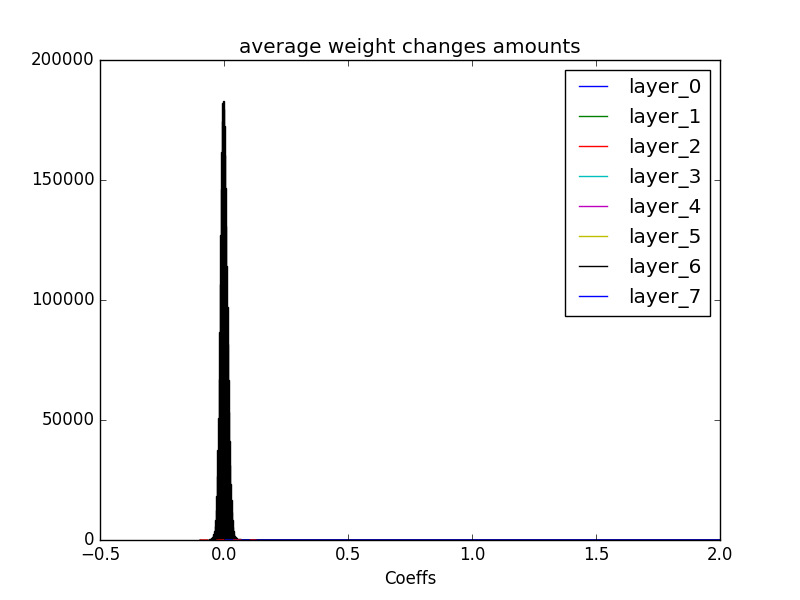 average weight changes amounts
200000
150000
100000
50000
0
layer_0
layer_1
layer_2
layer_3
layer_4
layer_5
layer_6
layer_7
−0.5 0.0 0.5 1.0 1.5 2.0
Coeffs